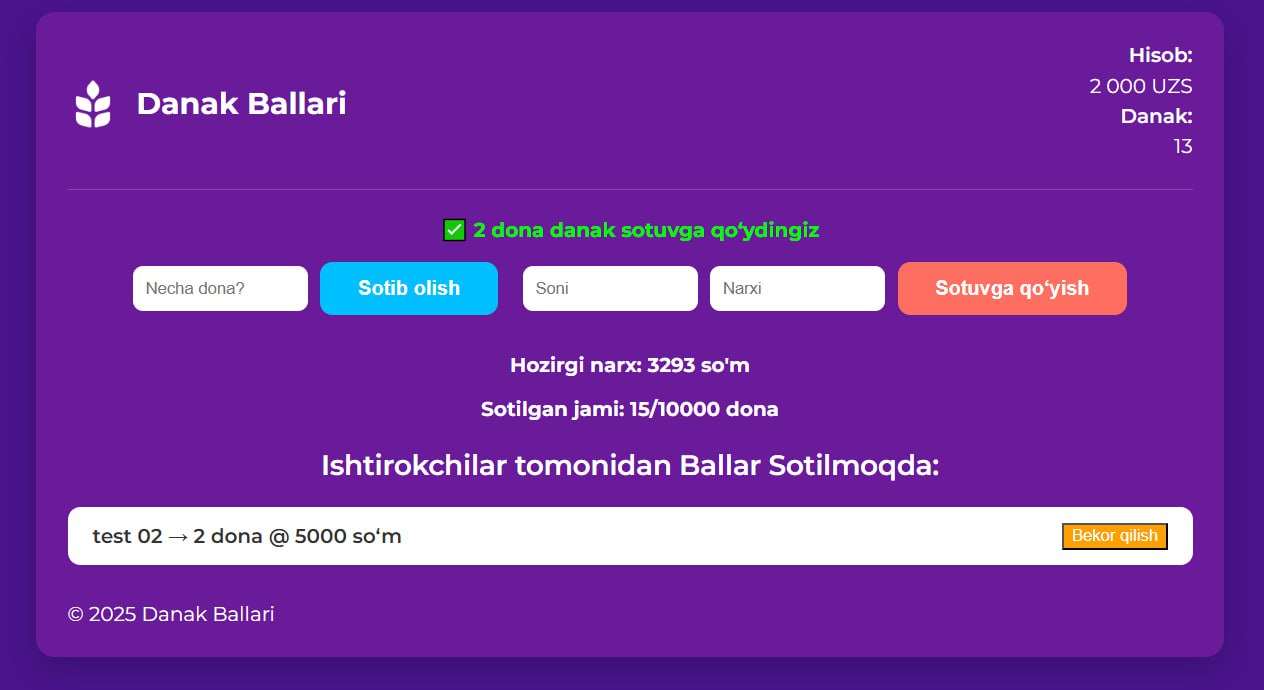 Danak Ballari
Hisob:
2 000 UZS
Danak:
13
✅ 2 dona danak sotuvga qo‘ydingiz
Necha dona? Sotib olish Soni Narxi Sotuvga qo‘yish
Hozirgi narx: 3293 so'm
Sotilgan jami: 15/10000 dona
Ishtirokchilar tomonidan Ballar Sotilmoqda:
test 02 → 2 dona @ 5000 so‘m Bekor qilish
© 2025 Danak Ballari